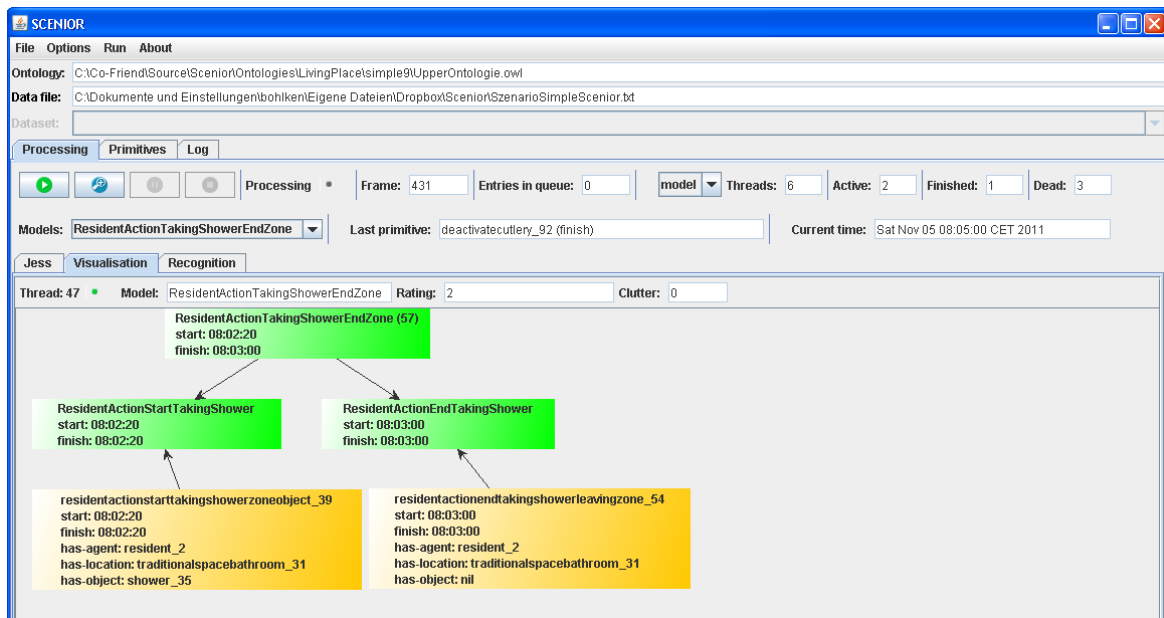 SCENIOR
File Options Run About
Ontology: C:\Co-Friend\Source\Scenior\Ontologies\LivingPlace\simple9\UpperOntologie.owl
Data file: C:\Dokumente und Einstellungen\bohlken\Eigene Dateien\Dropbox\Scenior\SzenarioSimpleScenior.txt
Dataset:
Processing Primitives Log
Processing Frame: 431 Entries in queue: 0 model Threads: 6 Active: 2 Finished: 1 Dead: 3
Models: ResidentActionTakingShowerEndZone Last primitive: deactivatecutlery_92 (finish) Current time: Sat Nov 05 08:05:00 CET 2011
Jess Visualisation Recognition
Thread: 47 Model: ResidentActionTakingShowerEndZone Rating: 2 Clutter: 0
ResidentActionTakingShowerEndZone (57)
start: 08:02:20
finish: 08:03:00
ResidentActionStartTakingShower
start: 08:02:20
finish: 08:02:20
ResidentActionEndTakingShower
start: 08:03:00
finish: 08:03:00
residentactionstarttakingshowerzoneobject_39
start: 08:02:20
finish: 08:02:20
has-agent: resident_2
has-location: traditionalspacebathroom_31
has-object: shower_35
residentactionendtakingshowerleavingzone_54
start: 08:03:00
finish: 08:03:00
has-agent: resident_2
has-location: traditionalspacebathroom_31
has-object: nil